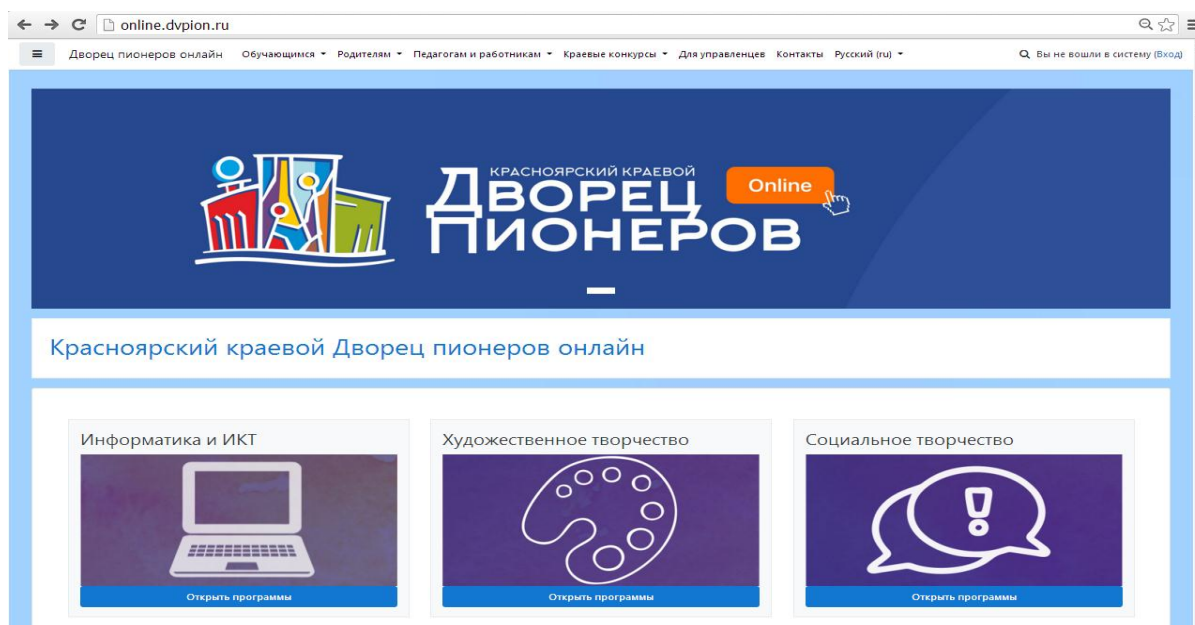 online.dvpion.ru
Дворец пионеров онлайн Обучающимся Родителям Педагогам и работникам Краевые конкурсы Для управленцев Контакты Русский (ru) Вы не вошли в систему (Вход)
КРАСНОЯРСКИЙ КРАЕВОЙ
ДВОРЕЦ
ПИОНЕРОВ
Online
Красноярский краевой Дворец пионеров онлайн
Информатика и ИКТ
Открыть программы
Художественное творчество
Открыть программы
Социальное творчество
Открыть программы